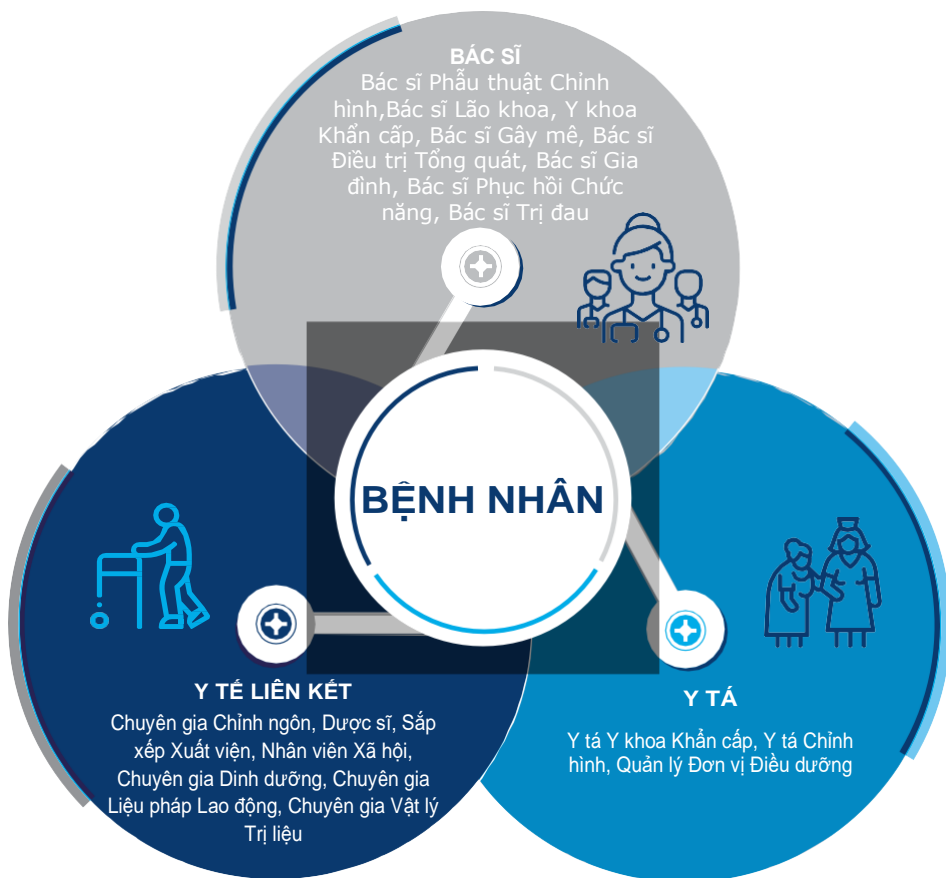 BÁC SĨ
Bác sĩ Phẫu thuật Chỉnh
hình,Bác sĩ Lão khoa, Y khoa
Khẩn cấp, Bác sĩ Gây mê, Bác sĩ
Điều trị Tổng quát, Bác sĩ Gia
đình, Bác sĩ Phục hồi Chức
năng, Bác sĩ Trị đau
BỆNH NHÂN
Y TẾ LIÊN KẾT
Chuyên gia Chỉnh ngôn, Dược sĩ, Sắp
xếp Xuất viện, Nhân viên Xã hội,
Chuyên gia Dinh dưỡng, Chuyên gia
Liệu pháp Lao động, Chuyên gia Vật lý
Trị liệu
Y TÁ
Y tá Y khoa Khẩn cấp, Y tá Chỉnh
hình, Quản lý Đơn vị Điều dưỡng